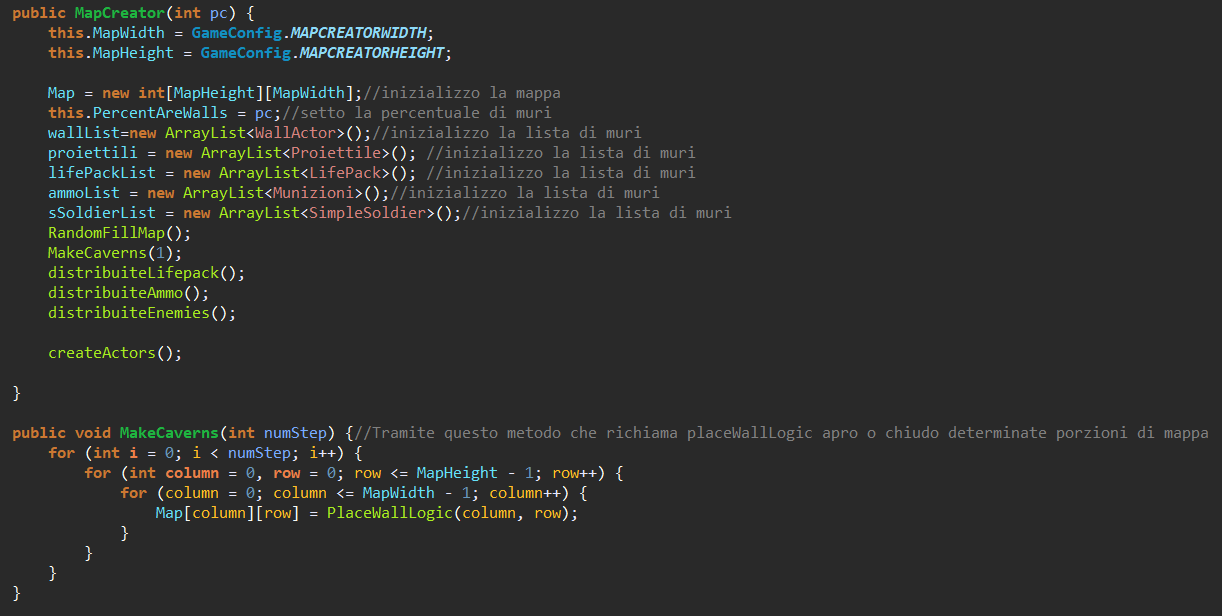 public MapCreator(int pc) {
    this.MapWidth = GameConfig.MAPCREATORWIDTH;
    this.MapHeight = GameConfig.MAPCREATORHEIGHT;

    Map = new int[MapHeight][MapWidth];//inizializzo la mappa
    this.PercentAreWalls = pc;//setto la percentuale di muri
    wallList=new ArrayList<WallActor>();//inizializzo la lista di muri
    proiettili = new ArrayList<Proiettile>(); //inizializzo la lista di muri
    lifePackList = new ArrayList<LifePack>(); //inizializzo la lista di muri
    ammoList = new ArrayList<Munizioni>();//inizializzo la lista di muri
    sSoldierList = new ArrayList<SimpleSoldier>();//inizializzo la lista di muri
    RandomFillMap();
    MakeCaverns(1);
    distribuiteLifepack();
    distribuiteAmmo();
    distribuiteEnemies();

    createActors();

}

public void MakeCaverns(int numStep) {//Tramite questo metodo che richiama placeWallLogic apro o chiudo determinate porzioni di mappa
    for (int i = 0; i < numStep; i++) {
        for (int column = 0, row = 0; row <= MapHeight - 1; row++) {
            for (column = 0; column <= MapWidth - 1; column++) {
                Map[column][row] = PlaceWallLogic(column, row);
            }
        }
    }
}